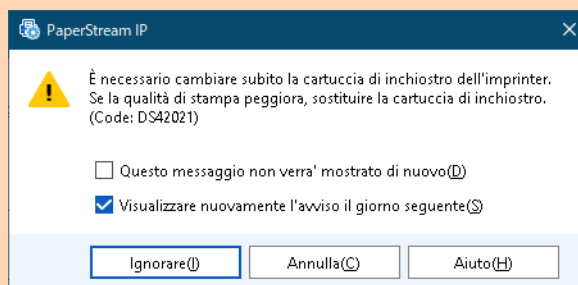 PaperStream IP
È necessario cambiare subito la cartuccia di inchiostro dell'imprinter.
Se la qualità di stampa peggiora, sostituire la cartuccia di inchiostro.
(Code: DS42021)
Questo messaggio non verra' mostrato di nuovo(D)
Visualizzare nuovamente l'avviso il giorno seguente(S)
Ignorare(I)
Annulla(C)
Aiuto(H)